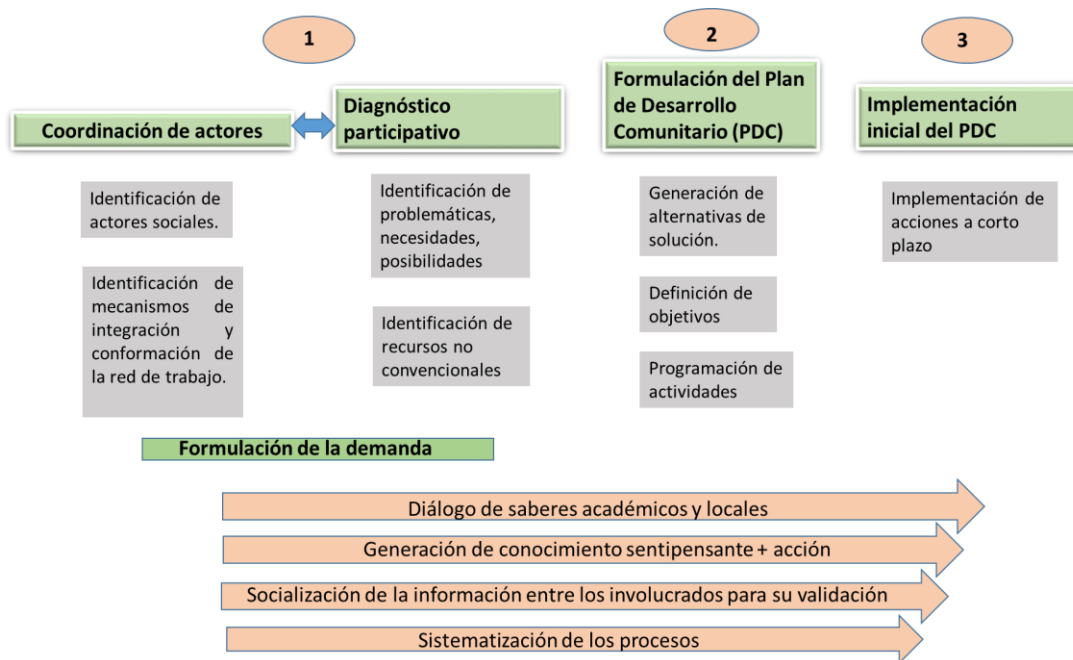 1
Coordinación de actores
Diagnóstico
participativo
Identificación de
actores sociales.
Identificación de
mecanismos de
integración y
conformación de
la red de trabajo.
Identificación de
problemáticas,
necesidades,
posibilidades
Identificación de
recursos no
convencionales
2
Formulación del Plan
de Desarrollo
Comunitario (PDC)
Generación de
alternativas de
solución.
Definición de
objetivos
Programación de
actividades
3
Implementación
inicial del PDC
Implementación de
acciones a corto
plazo
Formulación de la demanda
Diálogo de saberes académicos y locales
Generación de conocimiento sentipensante + acción
Socialización de la información entre los involucrados para su validación
Sistematización de los procesos